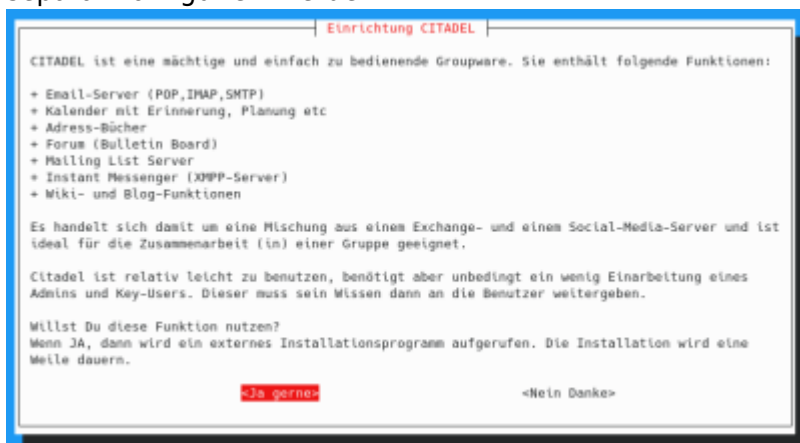 Einrichtung CITADEL
CITADEL ist eine mächtige und einfach zu bedienende Groupware. Sie enthält folgende Funktionen:
+ Email-Server (POP,IMAP,SMTP)
+ Kalender mit Erinnerung, Planung etc
+ Adress-Bücher
+ Forum (Bulletin Board)
+ Mailing List Server
+ Instant Messenger (XMPP-Server)
+ Wiki- und Blog-Funktionen
Es handelt sich damit um eine Mischung aus einem Exchange- und einem Social-Media-Server und ist
ideal für die Zusammenarbeit (in) einer Gruppe geeignet.
Citadel ist relativ leicht zu benutzen, benötigt aber unbedingt ein wenig Einarbeitung eines
Admins und Key-Users. Dieser muss sein Wissen dann an die Benutzer weitergeben.
Willst Du diese Funktion nutzen?
Wenn JA, dann wird ein externes Installationsprogramm aufgerufen. Die Installation wird eine
Weile dauern.
<Ja gerne> <Nein Danke>